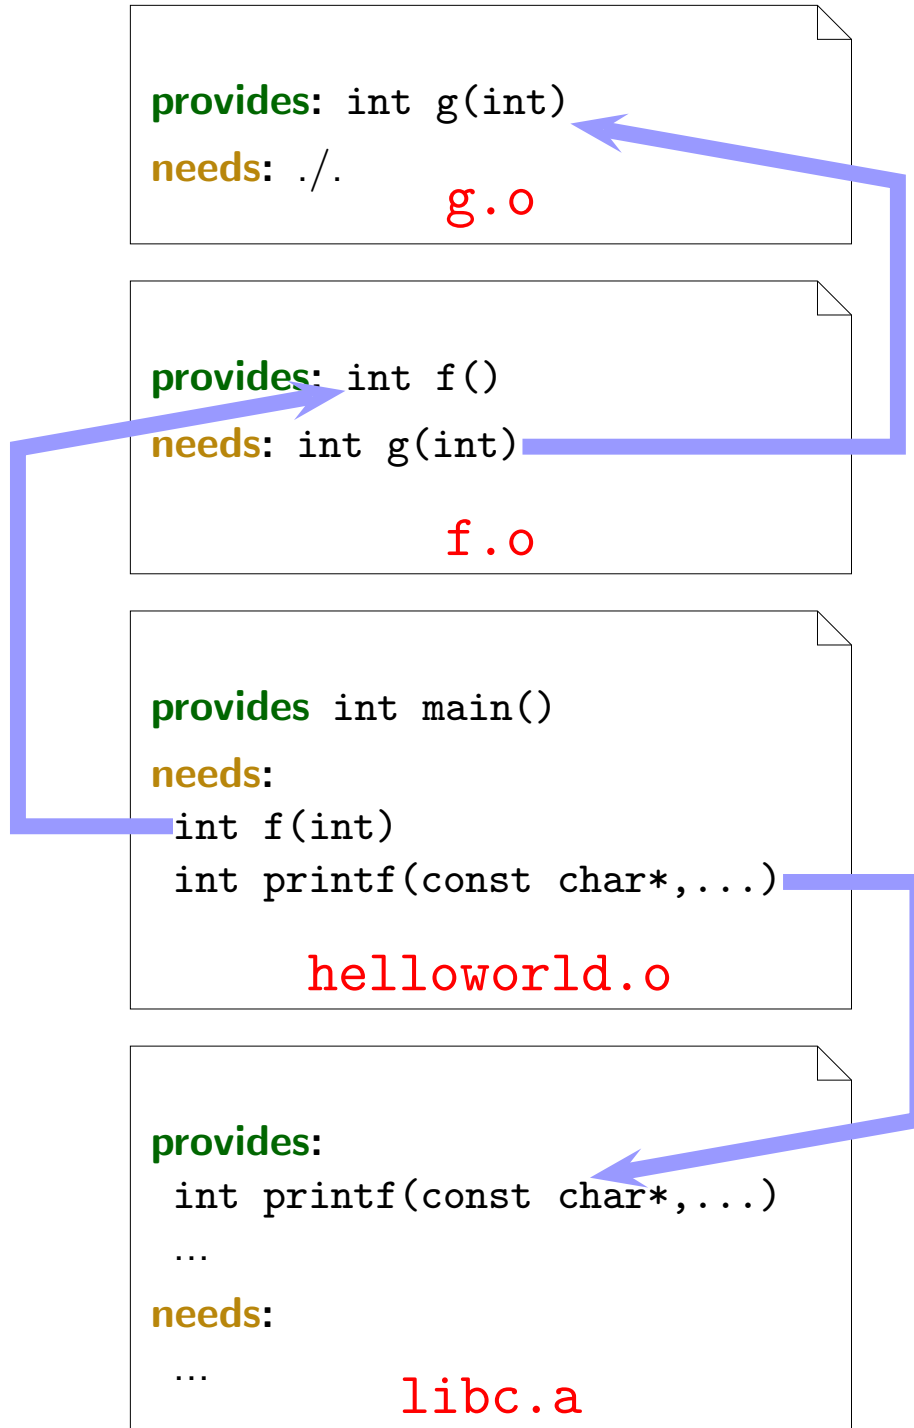 provides: int g(int)
needs: ./.
g.o
provides: int f()
needs: int g(int)
f.o
provides int main()
needs:
int f(int)
int printf(const char*,...)
helloworld.o
provides:
int printf(const char*,...)
...
needs:
...
libc.a